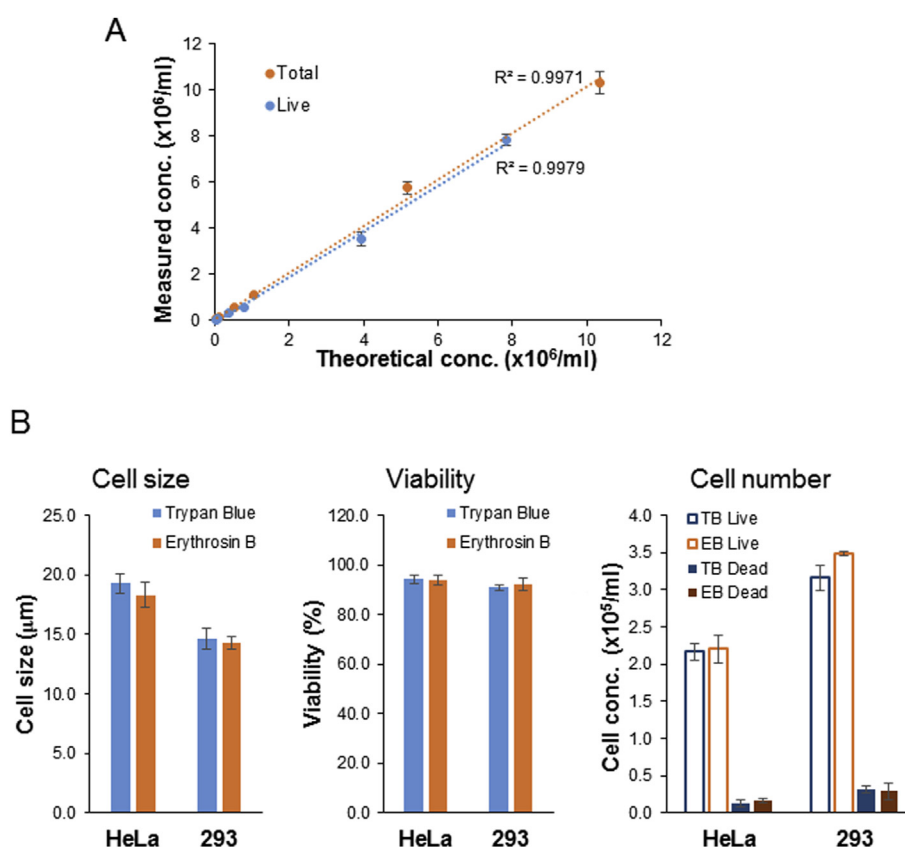 A
12
10
8
6
4
2
0
Measured conc. (x10⁶/ml)
Total
Live
R² = 0.9971
R² = 0.9979
0 2 4 6 8 10 12
Theoretical conc. (x10⁶/ml)
B
Cell size
25.0
20.0
15.0
10.0
5.0
0.0
Cell size (µm)
Trypan Blue
Erythrosin B
HeLa 293
Viability
120.0
100.0
80.0
60.0
40.0
20.0
0.0
Viability (%)
Trypan Blue
Erythrosin B
HeLa 293
Cell number
4.0
3.5
3.0
2.5
2.0
1.5
1.0
0.5
0.0
Cell conc. (x10⁵/ml)
TB Live
EB Live
TB Dead
EB Dead
HeLa 293